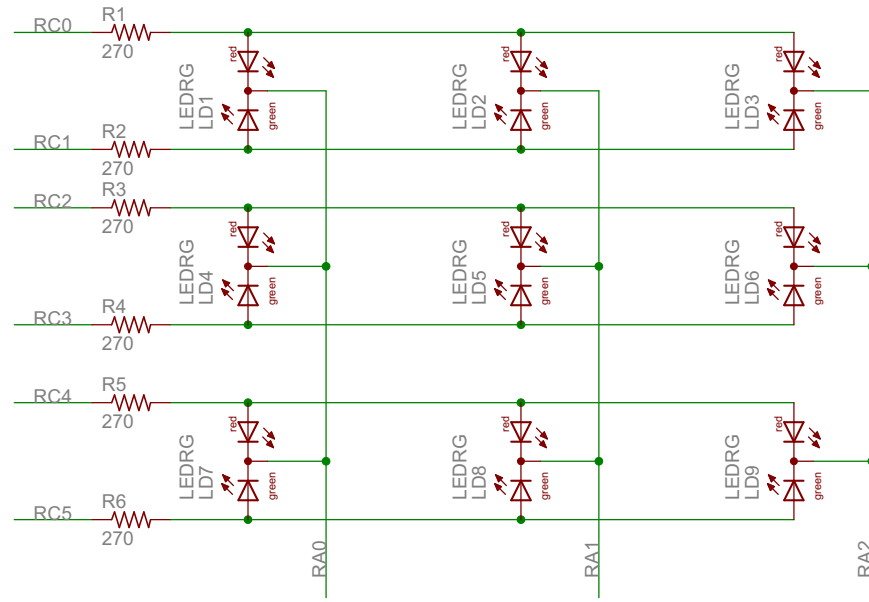 RC0
R1
270
red
LEDRG
LD1
green
red
LEDRG
LD2
green
red
LEDRG
LD3
green
RC1
R2
270
RC2
R3
270
red
LEDRG
LD4
green
red
LEDRG
LD5
green
red
LEDRG
LD6
green
RC3
R4
270
RC4
R5
270
red
LEDRG
LD7
green
red
LEDRG
LD8
green
red
LEDRG
LD9
green
RC5
R6
270
RA0
RA1
RA2